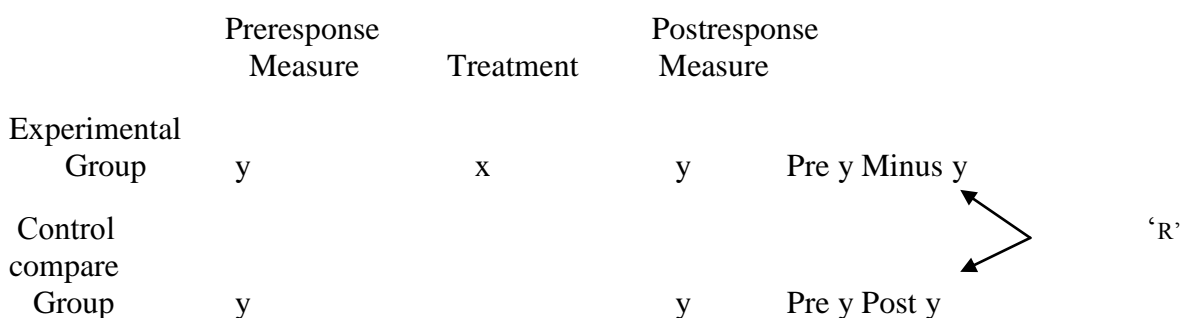 Preresponse Postresponse
Measure Treatment Measure
Experimental
Group y x y Pre y Minus y
Control ‘R’
compare
Group y y Pre y Post y